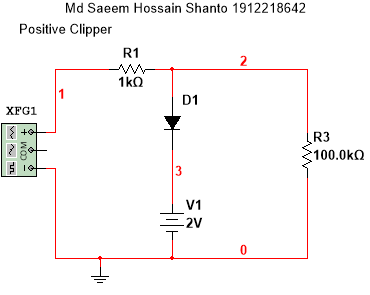 Md Saeem Hossain Shanto 1912218642
Positive Clipper
R1
1kΩ
2
1
D1
XFG1
+
COM
−
R3
100.0kΩ
3
V1
2V
0